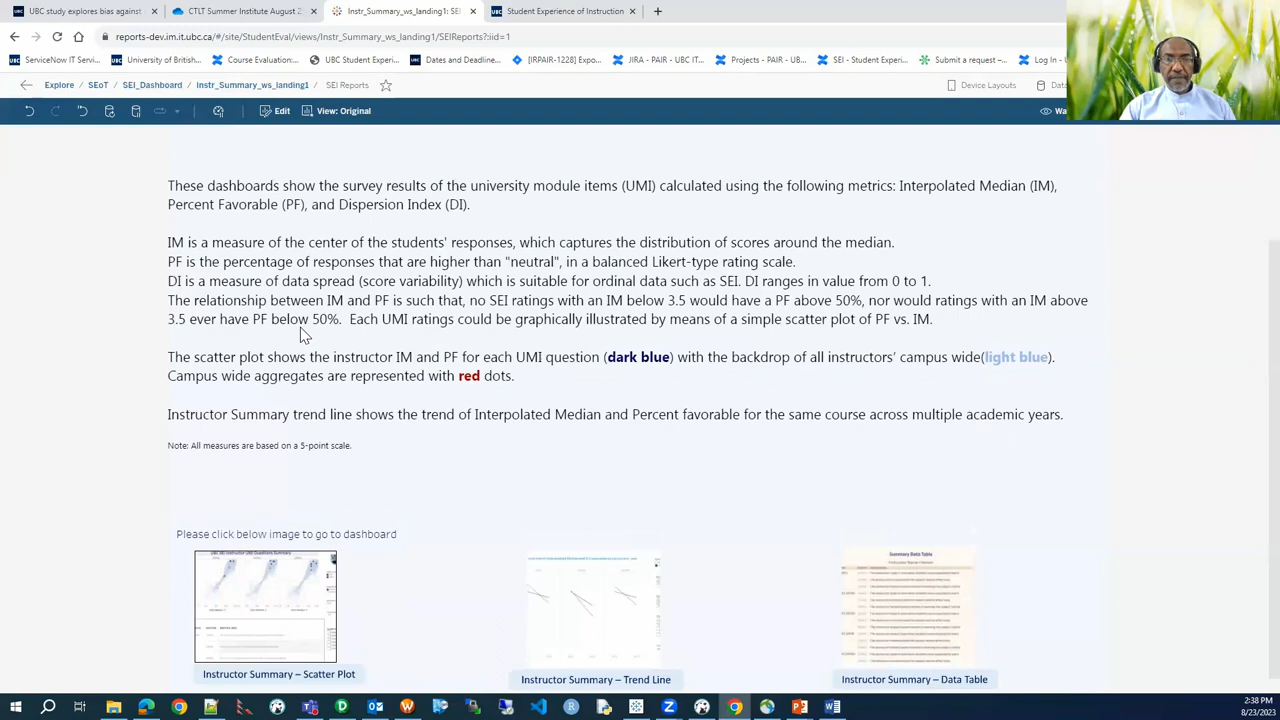 UBC study explores bias against
CTLT Summer Institute August 2
Instr_Summary_ws_landing1: SEI
Student Experience of Instruction
reports-dev.im.it.ubc.ca/#/site/StudentEval/views/Instr_Summary_ws_landing1/SEIReports?:iid=1
ServiceNow IT Servi...
University of British...
Course Evaluation:...
Dates and Semeste...
[IRPAIR-1228] Expo...
JIRA - PAIR - UBC IT...
Projects - PAIR - UB...
SEI - Student Experi...
Submit a request –...
Log In -
Explore / SEoT / SEI_Dashboard / Instr_Summary_ws_landing1 / SEI Reports
Device Layouts
Edit
View: Original
These dashboards show the survey results of the university module items (UMI) calculated using the following metrics: Interpolated Median (IM),
Percent Favorable (PF), and Dispersion Index (DI).
IM is a measure of the center of the students' responses, which captures the distribution of scores around the median.
PF is the percentage of responses that are higher than "neutral", in a balanced Likert-type rating scale.
DI is a measure of data spread (score variability) which is suitable for ordinal data such as SEI. DI ranges in value from 0 to 1.
The relationship between IM and PF is such that, no SEI ratings with an IM below 3.5 would have a PF above 50%, nor would ratings with an IM above
3.5 ever have PF below 50%. Each UMI ratings could be graphically illustrated by means of a simple scatter plot of PF vs. IM.
The scatter plot shows the instructor IM and PF for each UMI question (dark blue) with the backdrop of all instructors' campus wide(light blue).
Campus wide aggregates are represented with red dots.
Instructor Summary trend line shows the trend of Interpolated Median and Percent favorable for the same course across multiple academic years.
Note: All measures are based on a 5-point scale.
Please click below image to go to dashboard
Summary Data Table
Instructor Summary – Scatter Plot
Instructor Summary – Trend Line
Instructor Summary – Data Table
2:38 PM
8/23/2023